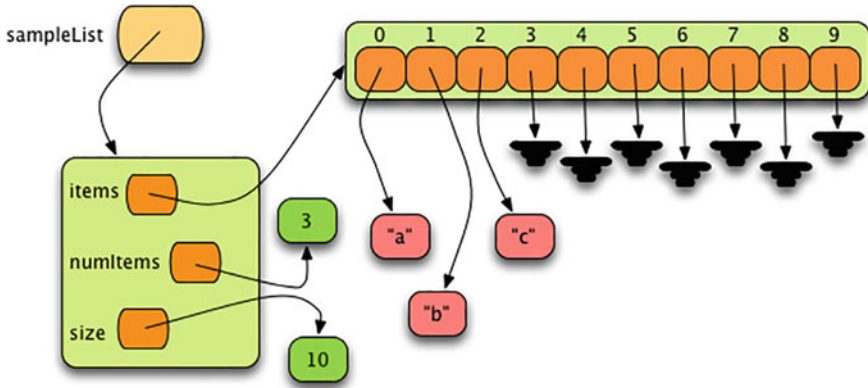 sampleList
0 1 2 3 4 5 6 7 8 9
items
numItems
size
3
10
"a"
"c"
"b"